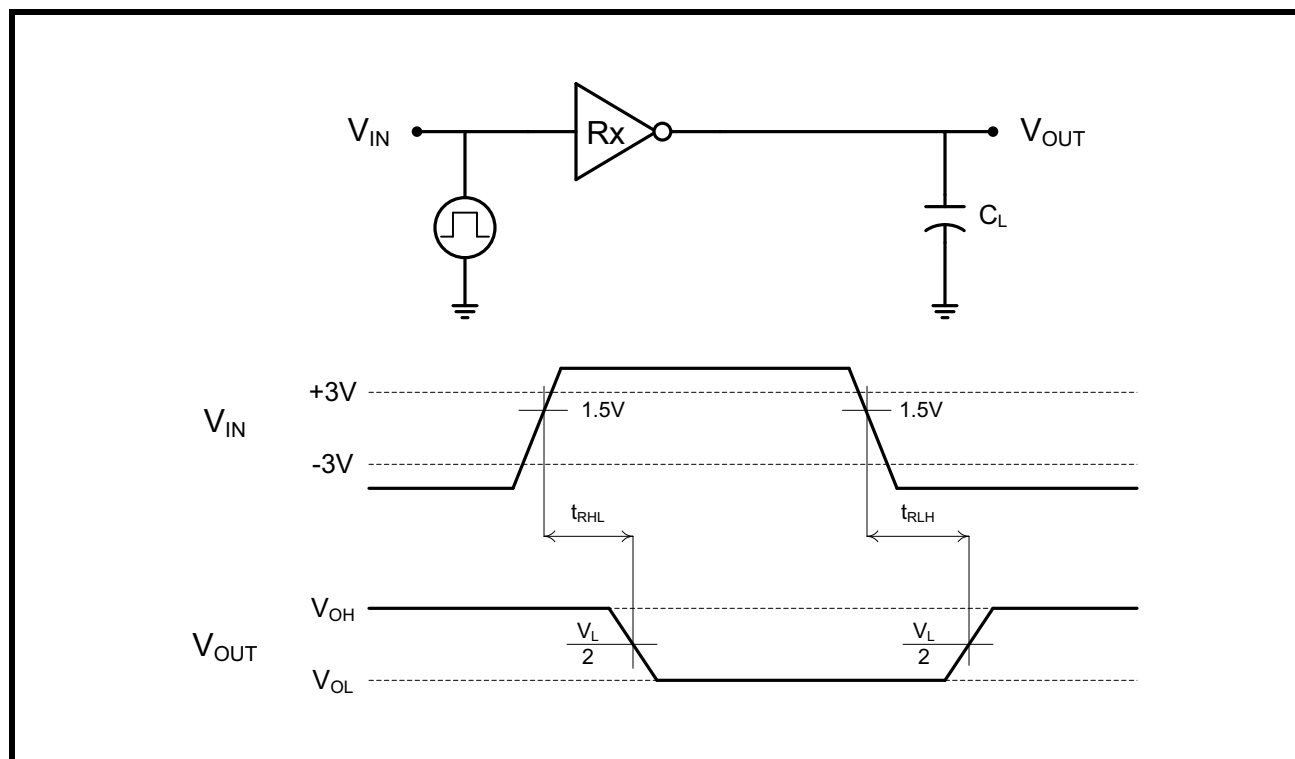 V_IN
Rx
V_OUT
C_L
+3V
1.5V
1.5V
V_IN
-3V
t_RHL
t_RLH
V_OH
V_L
2
V_L
2
V_OUT
V_OL